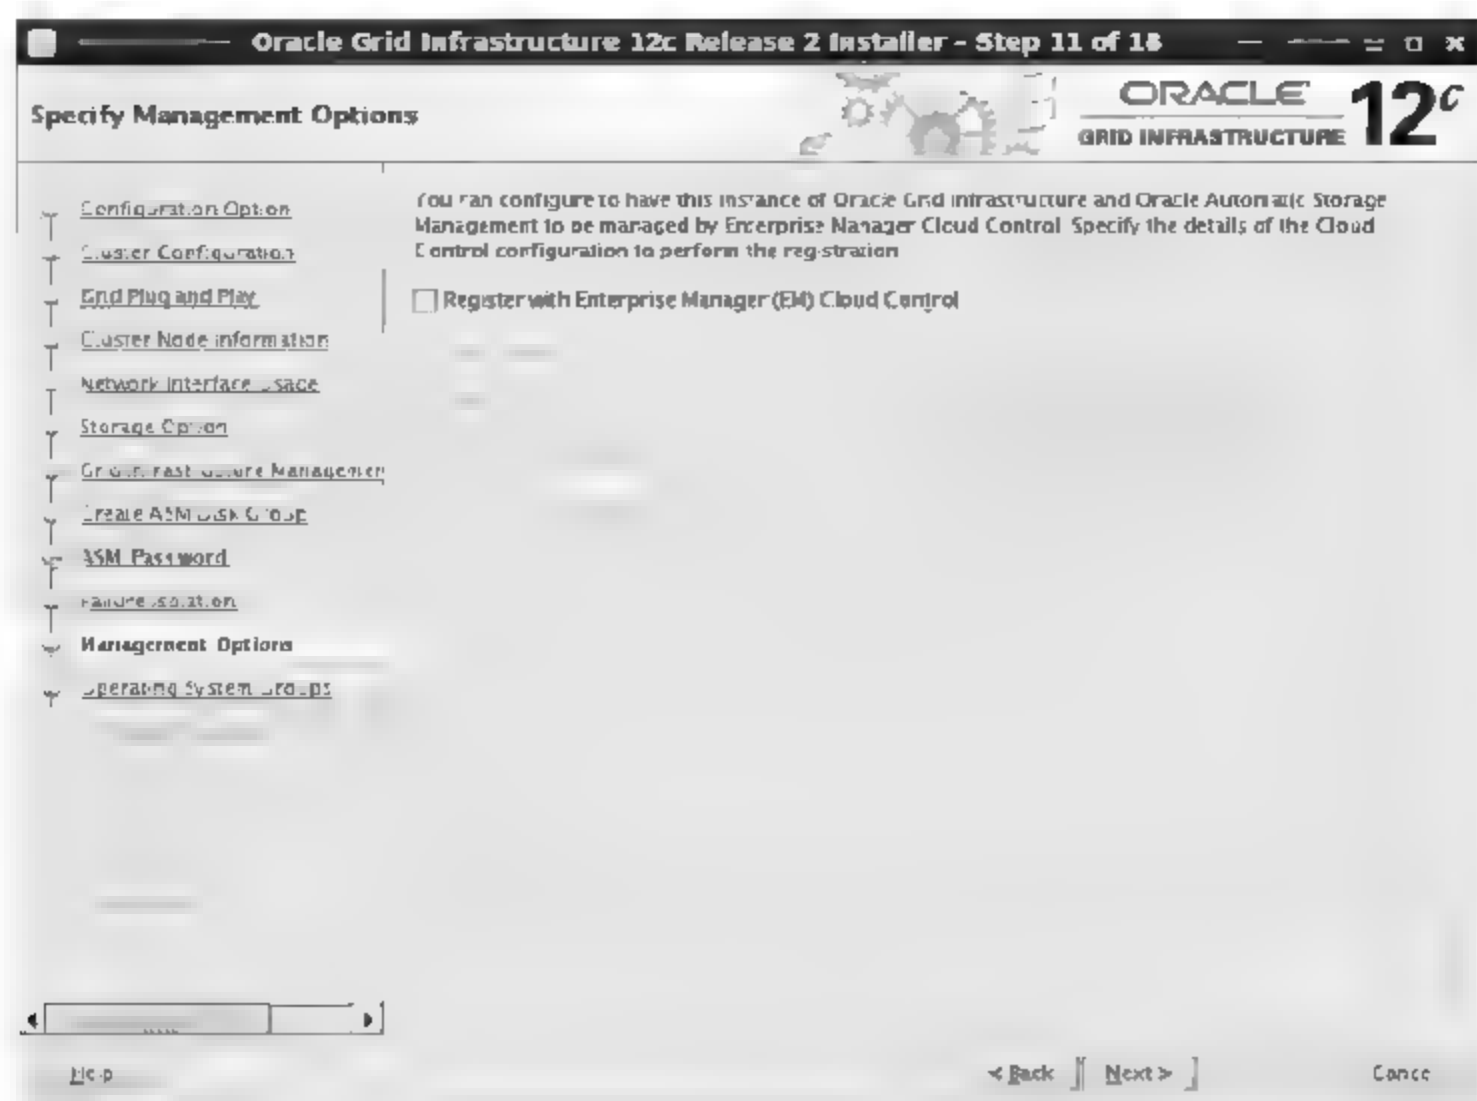 Oracle Grid Infrastructure 12c Release 2 Installer - Step 11 of 18
Specify Management Options
ORACLE
GRID INFRASTRUCTURE
12c
Configuration Option
Cluster Configuration
Grid Plug and Play
Cluster Node Information
Network Interface Usage
Storage Option
Grid Infrastructure Managemen
Create ASM Disk Group
ASM Password
Failure Isolation
Management Options
Operating System Groups
You can configure to have this instance of Oracle Grid Infrastructure and Oracle Automatic Storage
Management to be managed by Enterprise Manager Cloud Control. Specify the details of the Cloud
Control configuration to perform the registration
Register with Enterprise Manager (EM) Cloud Control
Help
< Back
Next >
Cancel